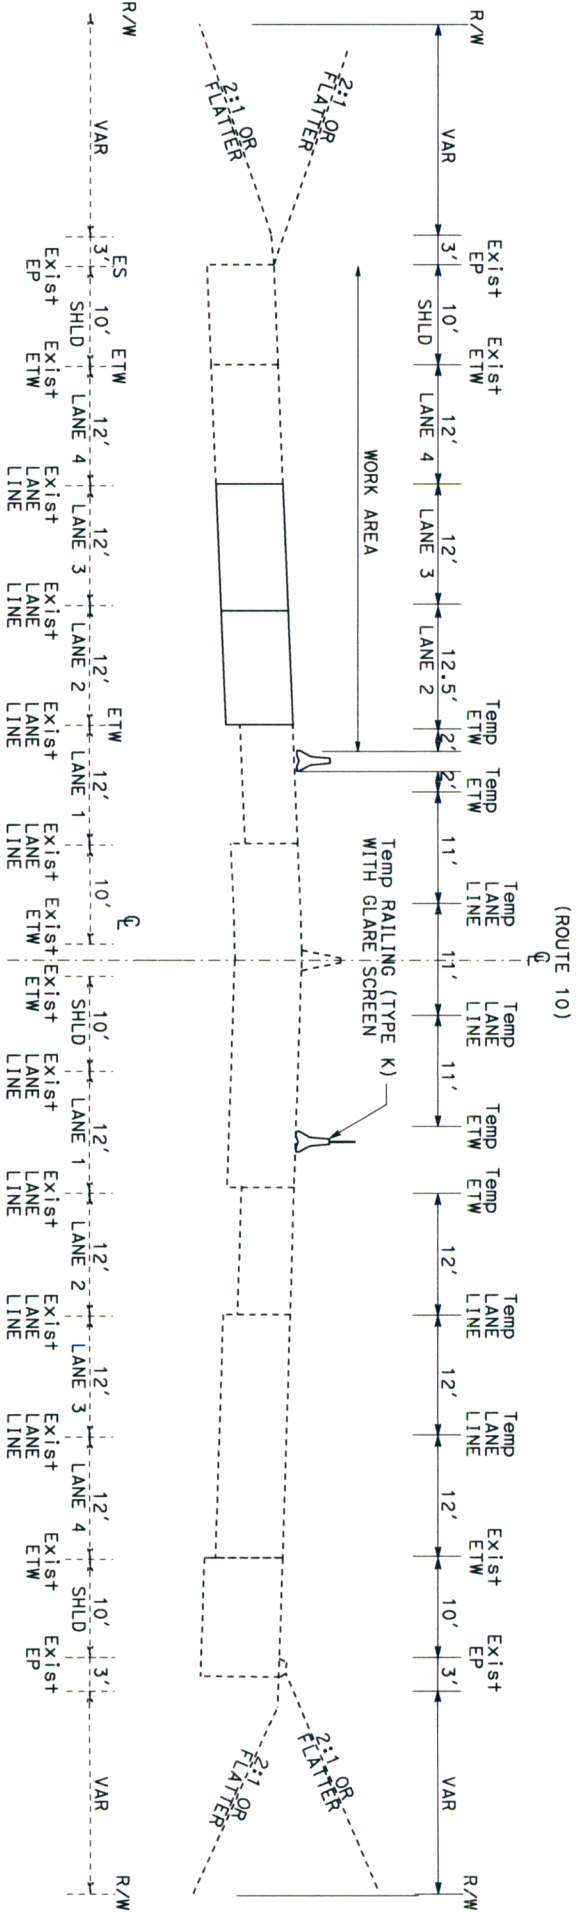 (ROUTE 10)
℄
R/W
VAR
3'
Exist
EP
10'
SHLD
Exist
ETW
12'
LANE 4
12'
LANE 3
12.5'
LANE 2
Temp
ETW
2'
2'
Temp
ETW
11'
Temp
LANE
LINE
11'
Temp
LANE
LINE
11'
Temp
ETW
Temp
ETW
12'
Temp
LANE
LINE
12'
Temp
LANE
LINE
12'
Exist
ETW
10'
Exist
EP
3'
VAR
R/W
WORK AREA
Temp RAILING (TYPE K)
WITH GLARE SCREEN
2:1 OR
FLATTER
2:1 OR
FLATTER
2:1 OR
FLATTER
2:1 OR
FLATTER
R/W
VAR
3'
ES
Exist
EP
10'
SHLD
ETW
Exist
ETW
12'
LANE 4
Exist
LANE
LINE
12'
LANE 3
Exist
LANE
LINE
12'
LANE 2
ETW
Exist
LANE
LINE
12'
LANE 1
Exist
LANE
LINE
10'
Exist
ETW
℄
Exist
ETW
10'
SHLD
Exist
LANE
LINE
12'
LANE 1
Exist
LANE
LINE
12'
LANE 2
Exist
LANE
LINE
12'
LANE 3
Exist
LANE
LINE
12'
LANE 4
Exist
ETW
10'
SHLD
Exist
EP
3'
VAR
R/W